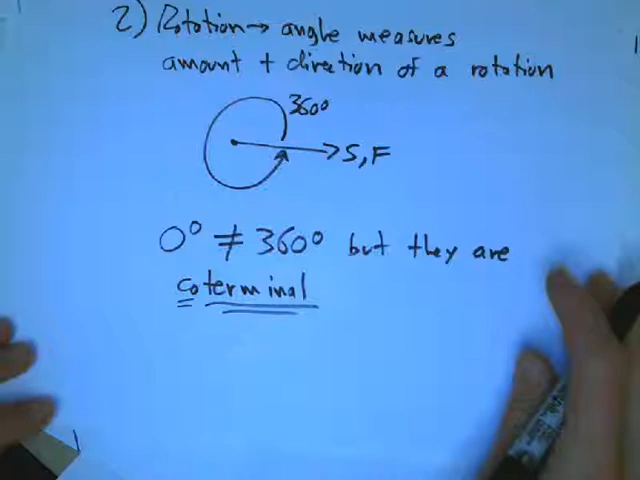 2) Rotation → angle measures
amount + direction of a rotation
360°
S, F
0° ≠ 360° but they are
coterminal